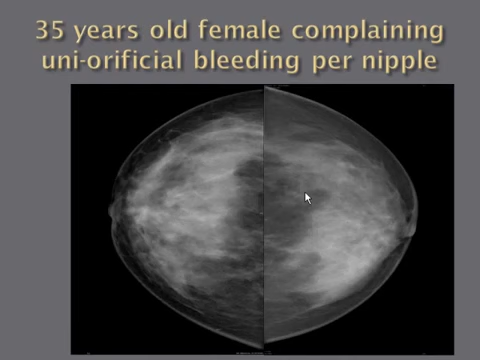 35 years old female complaining
uni-orificial bleeding per nipple